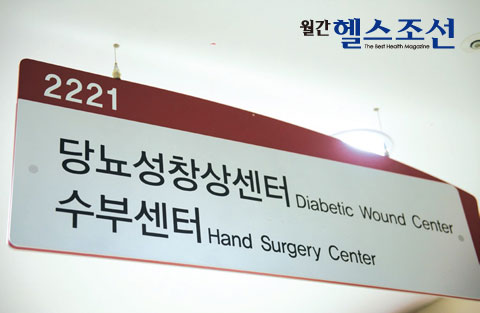 월간 헬스조선
The Best Health Magazine
2221
당뇨성창상센터 Diabetic Wound Center
수부센터 Hand Surgery Center